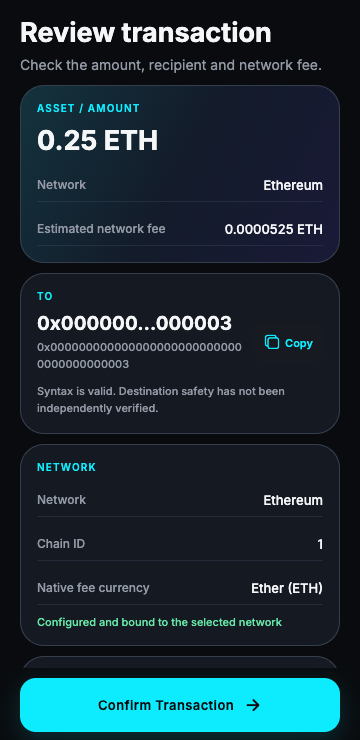 Review transaction
Check the amount, recipient and network fee.
ASSET / AMOUNT
0.25 ETH
Network Ethereum
Estimated network fee 0.0000525 ETH
TO
0x000000...000003
0x000000000000000000000000000
0000000000003
Copy
Syntax is valid. Destination safety has not been
independently verified.
NETWORK
Network Ethereum
Chain ID 1
Native fee currency Ether (ETH)
Configured and bound to the selected network
Confirm Transaction →